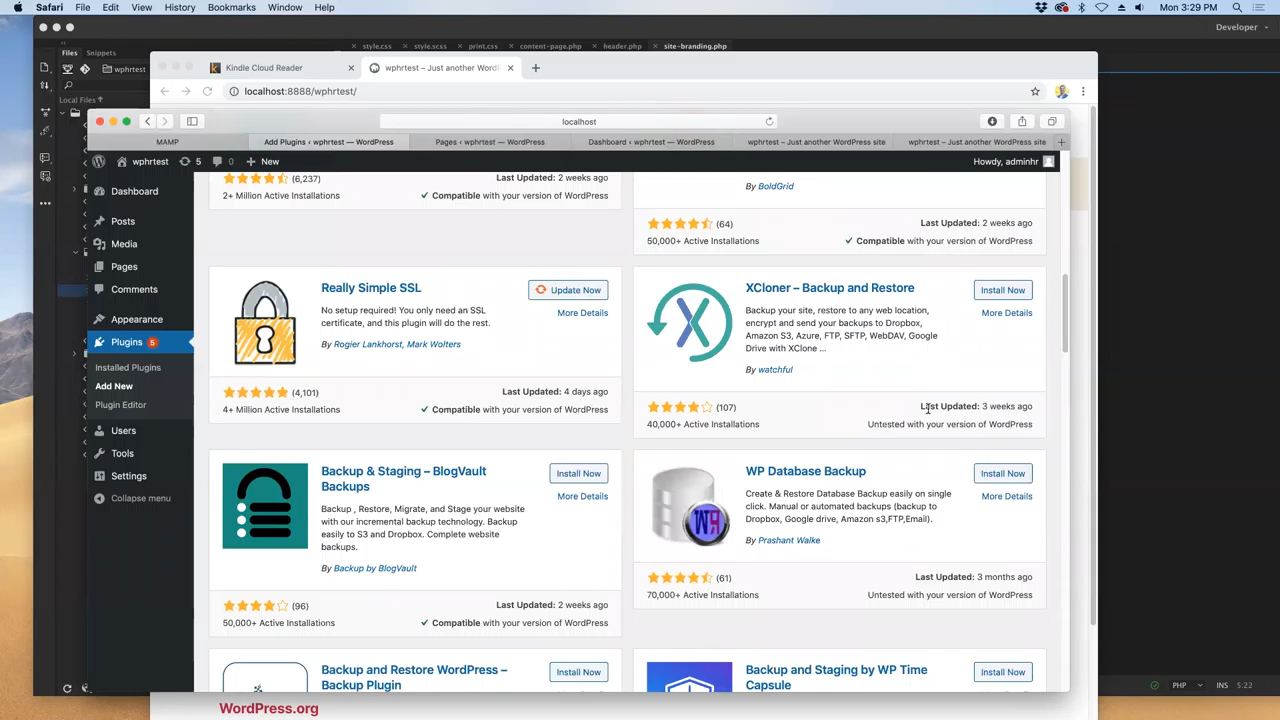 Safari File Edit View History Bookmarks Window Help Mon 3:29 PM
Developer
Files Snippets style.css style.scss print.css content-page.php header.php site-branding.php
wphrtest
Local Files
Kindle Cloud Reader wphrtest – Just another Word
localhost:8888/wphrtest/
localhost
MAMP Add Plugins ‹ wphrtest — WordPress Pages ‹ wphrtest — WordPress Dashboard ‹ wphrtest — WordPress wphrtest – Just another WordPress site wphrtest – Just another WordPress site
wphrtest 5 0 New Howdy, adminhr
Dashboard
Posts
Media
Pages
Comments
Appearance
Plugins 5
Installed Plugins
Add New
Plugin Editor
Users
Tools
Settings
Collapse menu
(6,237) Last Updated: 2 weeks ago
2+ Million Active Installations Compatible with your version of WordPress
By BoldGrid
(64) Last Updated: 2 weeks ago
50,000+ Active Installations Compatible with your version of WordPress
Really Simple SSL
Update Now
No setup required! You only need an SSL
certificate, and this plugin will do the rest.
More Details
By Rogier Lankhorst, Mark Wolters
(4,101) Last Updated: 4 days ago
4+ Million Active Installations Compatible with your version of WordPress
XCloner – Backup and Restore
Install Now
Backup your site, restore to any web location,
encrypt and send your backups to Dropbox,
Amazon S3, Azure, FTP, SFTP, WebDAV, Google
Drive with XClone ...
More Details
By watchful
(107) Last Updated: 3 weeks ago
40,000+ Active Installations Untested with your version of WordPress
Backup & Staging – BlogVault
Backups
Install Now
More Details
Backup , Restore, Migrate, and Stage your website
with our incremental backup technology. Backup
easily to S3 and Dropbox. Complete website
backups.
By Backup by BlogVault
(96) Last Updated: 2 weeks ago
50,000+ Active Installations Compatible with your version of WordPress
WP Database Backup
Install Now
More Details
Create & Restore Database Backup easily on single
click. Manual or automated backups (backup to
Dropbox, Google drive, Amazon s3,FTP,Email).
By Prashant Walke
(61) Last Updated: 3 months ago
70,000+ Active Installations Untested with your version of WordPress
Backup and Restore WordPress –
Backup Plugin
Install Now
Backup and Staging by WP Time
Capsule
Install Now
WordPress.org
PHP INS 5:22